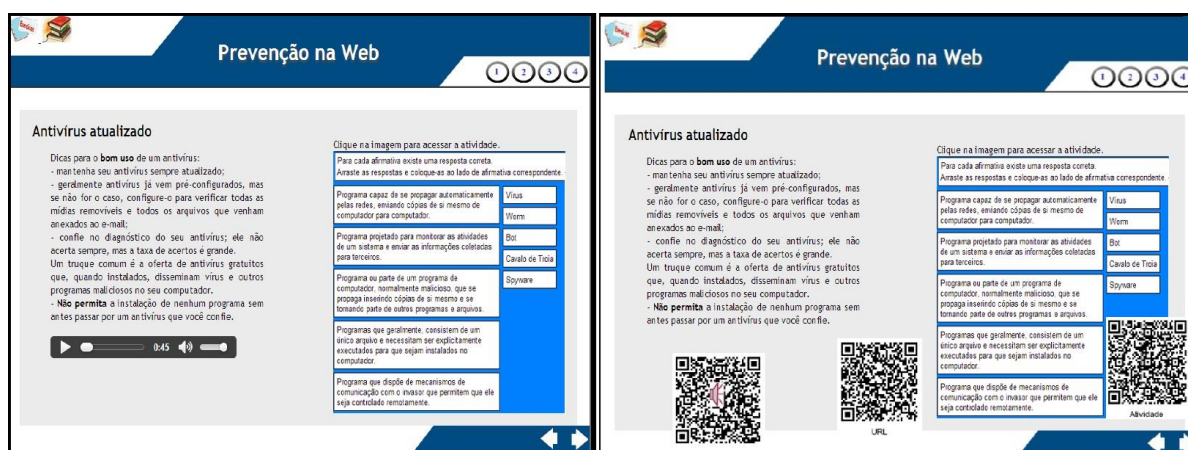 Prevenção na Web
1 2 3 4
Antivírus atualizado
Dicas para o bom uso de um antivírus:
- mantenha seu antivírus sempre atualizado;
- geralmente antivírus já vem pré-configurados, mas
se não for o caso, configure-o para verificar todas as
mídias removíveis e todos os arquivos que venham
anexados ao e-mail;
- confie no diagnóstico do seu antivírus; ele não
acerta sempre, mas a taxa de acertos é grande.
Um truque comum é a oferta de antivírus gratuitos
que, quando instalados, disseminam vírus e outros
programas maliciosos no seu computador.
- Não permita a instalação de nenhum programa sem
antes passar por um antivírus que você confie.
0:45
Clique na imagem para acessar a atividade.
Para cada afirmativa existe uma resposta correta.
Arraste as respostas e coloque-as ao lado de afirmativa correspondente.
Programa capaz de se propagar automaticamente
pelas redes, enviando cópias de si mesmo de
computador para computador.
Programa projetado para monitorar as atividades
de um sistema e enviar as informações coletadas
para terceiros.
Programa ou parte de um programa de
computador, normalmente malicioso, que se
propaga inserindo cópias de si mesmo e se
tornando parte de outros programas e arquivos.
Programas que geralmente, consistem de um
único arquivo e necessitam ser explicitamente
executados para que sejam instalados no
computador.
Programa que dispõe de mecanismos de
comunicação com o invasor que permitem que ele
seja controlado remotamente.
Vírus
Worm
Bot
Cavalo de Troia
Spyware
Prevenção na Web
1 2 3 4
Antivírus atualizado
Dicas para o bom uso de um antivírus:
- mantenha seu antivírus sempre atualizado;
- geralmente antivírus já vem pré-configurados, mas
se não for o caso, configure-o para verificar todas as
mídias removíveis e todos os arquivos que venham
anexados ao e-mail;
- confie no diagnóstico do seu antivírus; ele não
acerta sempre, mas a taxa de acertos é grande.
Um truque comum é a oferta de antivírus gratuitos
que, quando instalados, disseminam vírus e outros
programas maliciosos no seu computador.
- Não permita a instalação de nenhum programa sem
antes passar por um antivírus que você confie.
URL
Clique na imagem para acessar a atividade.
Para cada afirmativa existe uma resposta correta.
Arraste as respostas e coloque-as ao lado de afirmativa correspondente.
Programa capaz de se propagar automaticamente
pelas redes, enviando cópias de si mesmo de
computador para computador.
Programa projetado para monitorar as atividades
de um sistema e enviar as informações coletadas
para terceiros.
Programa ou parte de um programa de
computador, normalmente malicioso, que se
propaga inserindo cópias de si mesmo e se
tornando parte de outros programas e arquivos.
Programas que geralmente, consistem de um
único arquivo e necessitam ser explicitamente
executados para que sejam instalados no
computador.
Programa que dispõe de mecanismos de
comunicação com o invasor que permitem que ele
seja controlado remotamente.
Vírus
Worm
Bot
Cavalo de Troia
Spyware
Atividade